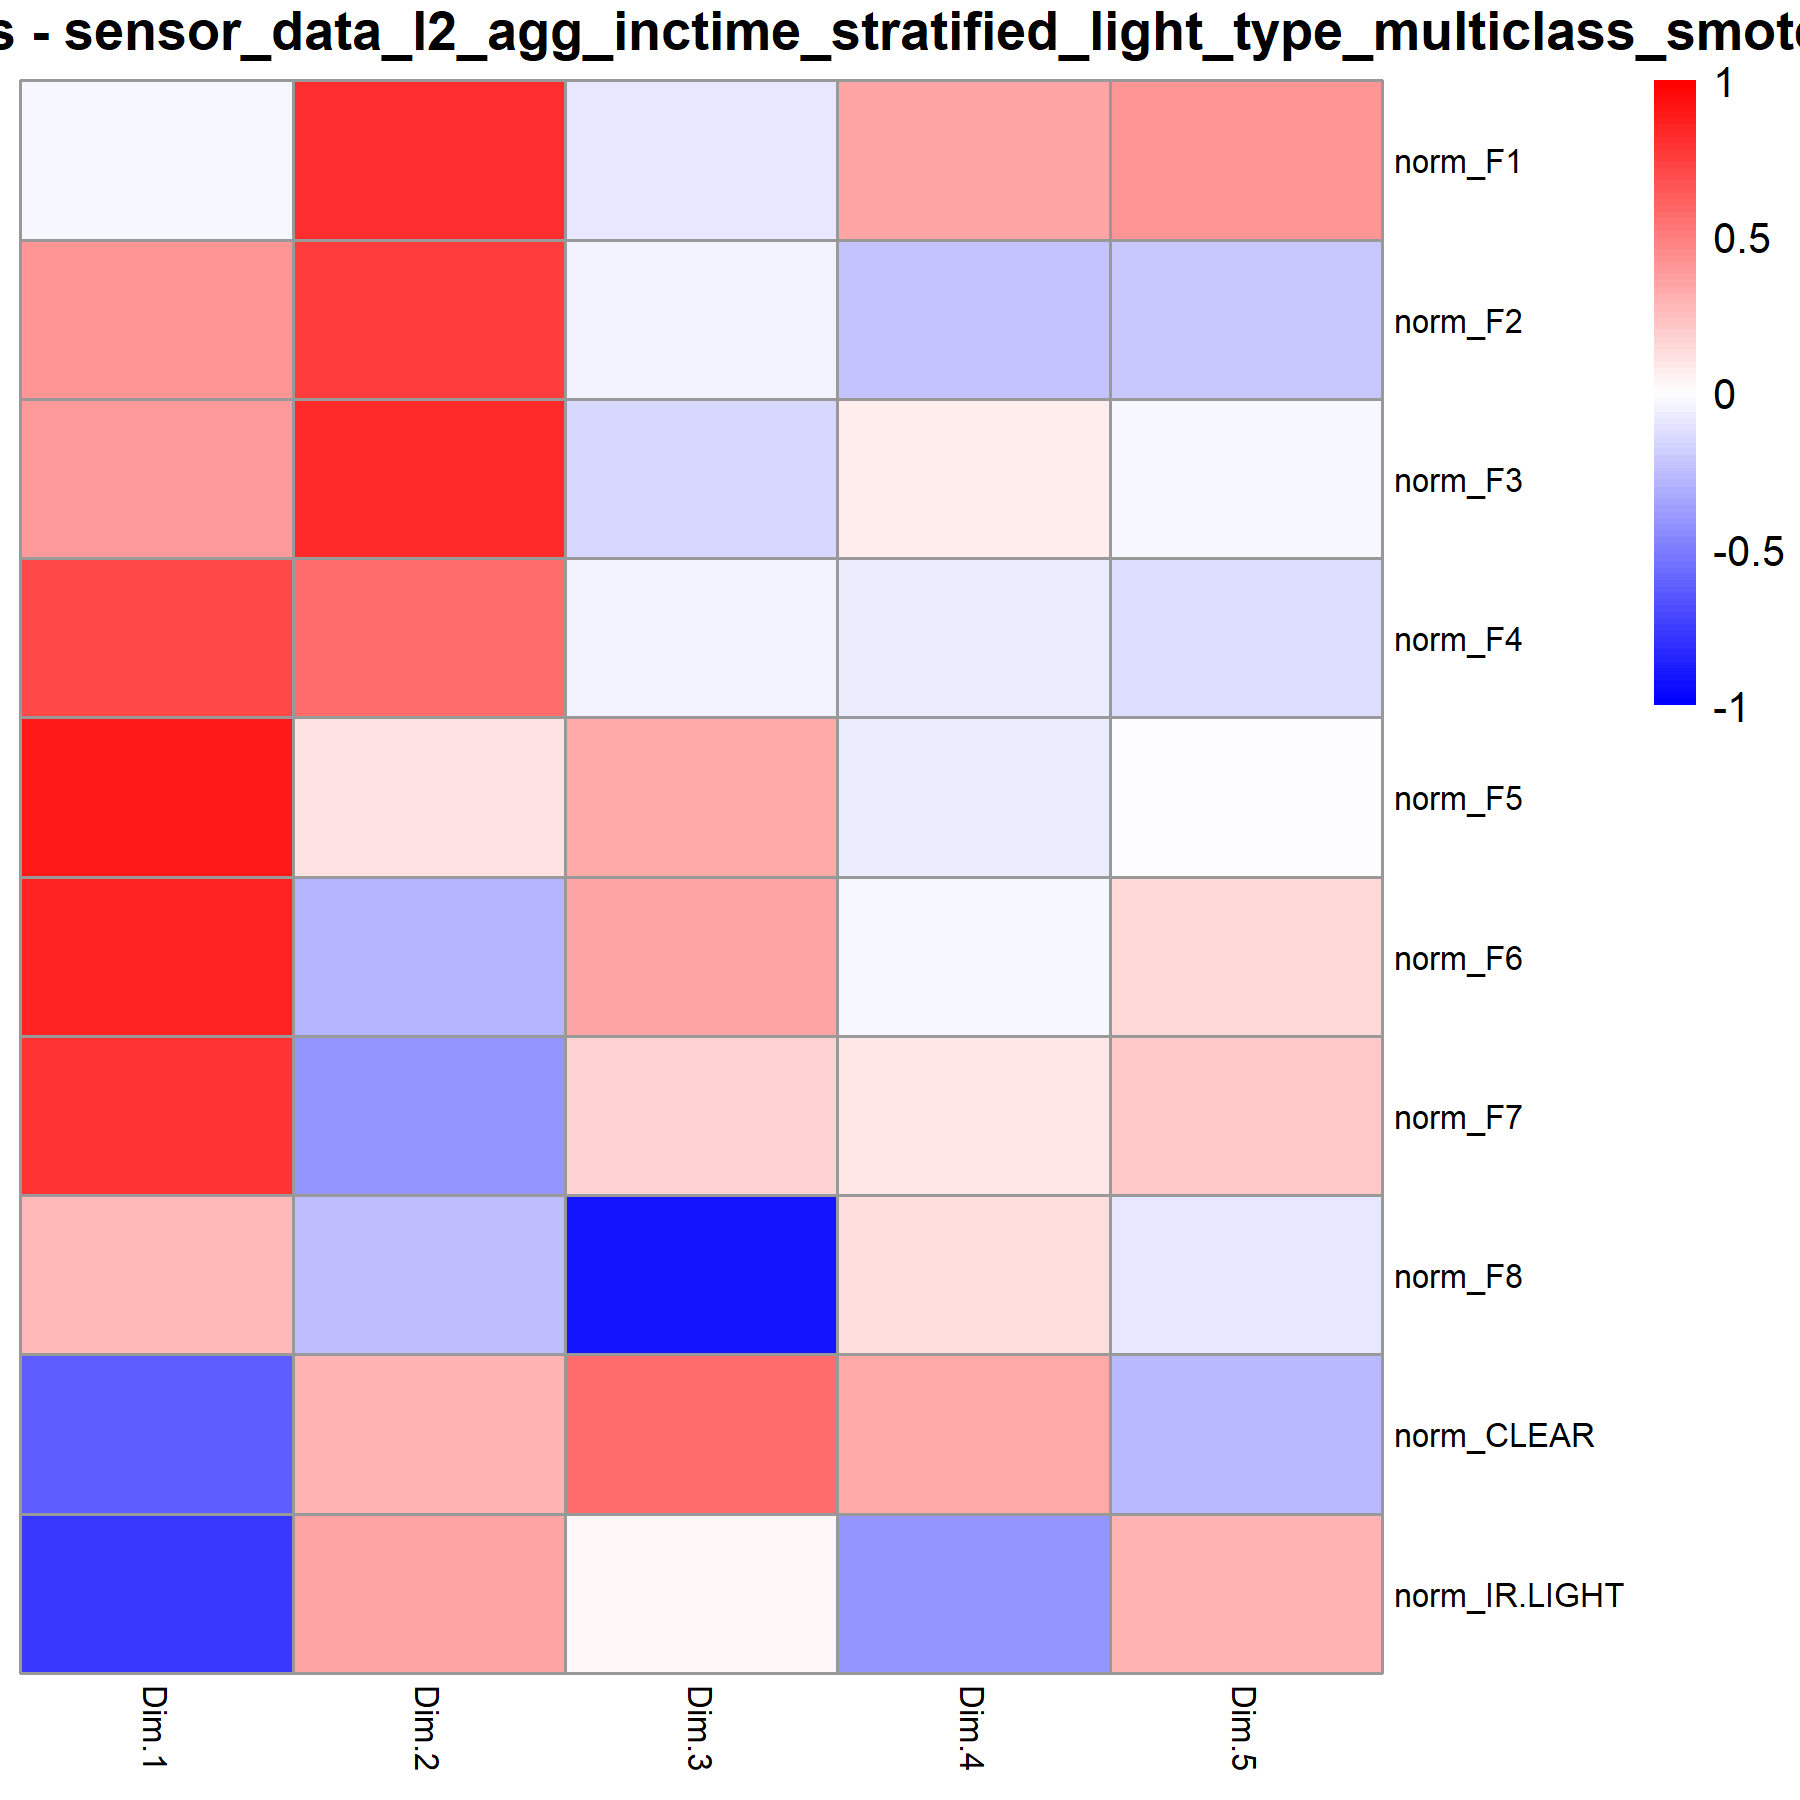 s - sensor_data_l2_agg_inctime_stratified_light_type_multiclass_smote
1
0.5
0
-0.5
-1
norm_F1
norm_F2
norm_F3
norm_F4
norm_F5
norm_F6
norm_F7
norm_F8
norm_CLEAR
norm_IR.LIGHT
Dim.1
Dim.2
Dim.3
Dim.4
Dim.5